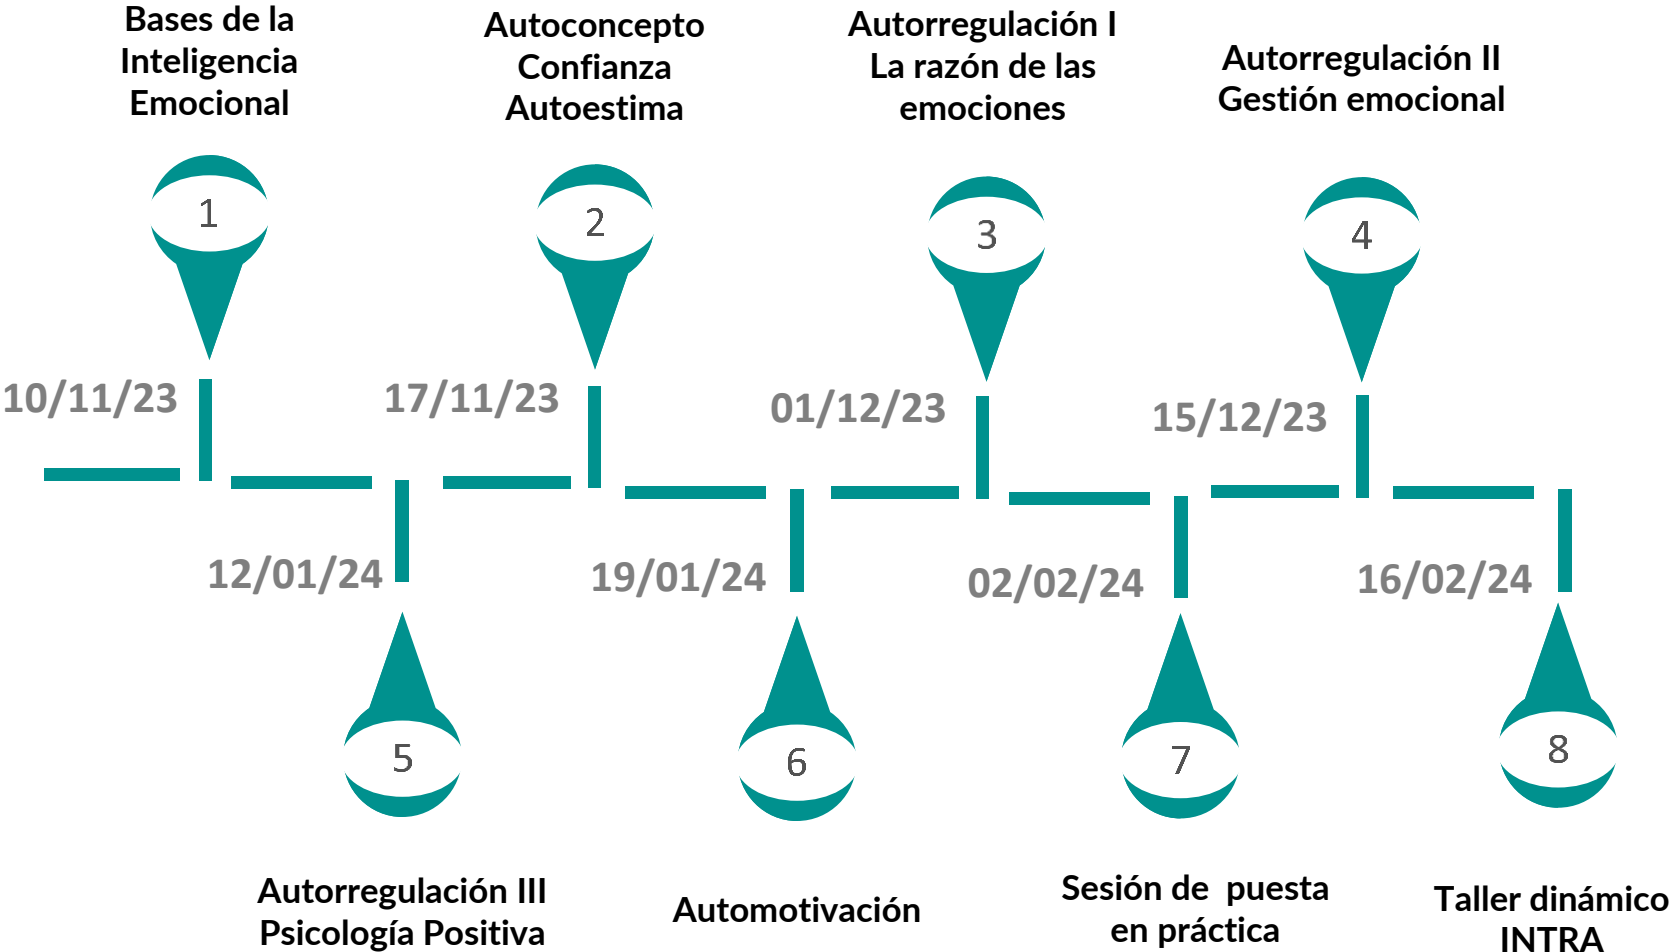 Bases de la
Inteligencia
Emocional
1
10/11/23
Autoconcepto
Confianza
Autoestima
2
17/11/23
Autorregulación I
La razón de las
emociones
3
01/12/23
Autorregulación II
Gestión emocional
4
15/12/23
12/01/24
5
Autorregulación III
Psicología Positiva
19/01/24
6
Automotivación
02/02/24
7
Sesión de  puesta
en práctica
16/02/24
8
Taller dinámico
INTRA